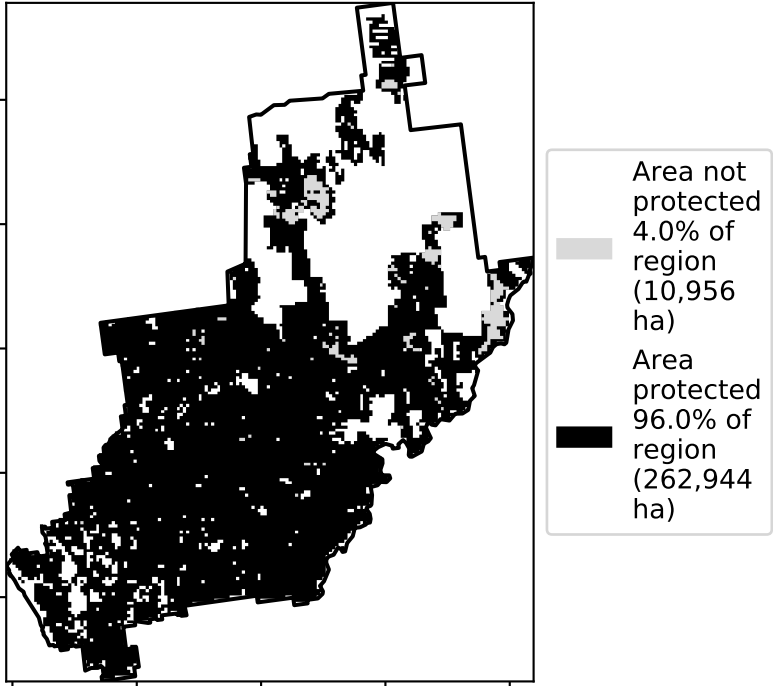 Area not
protected
4.0% of
region
(10,956
ha)
Area
protected
96.0% of
region
(262,944
ha)